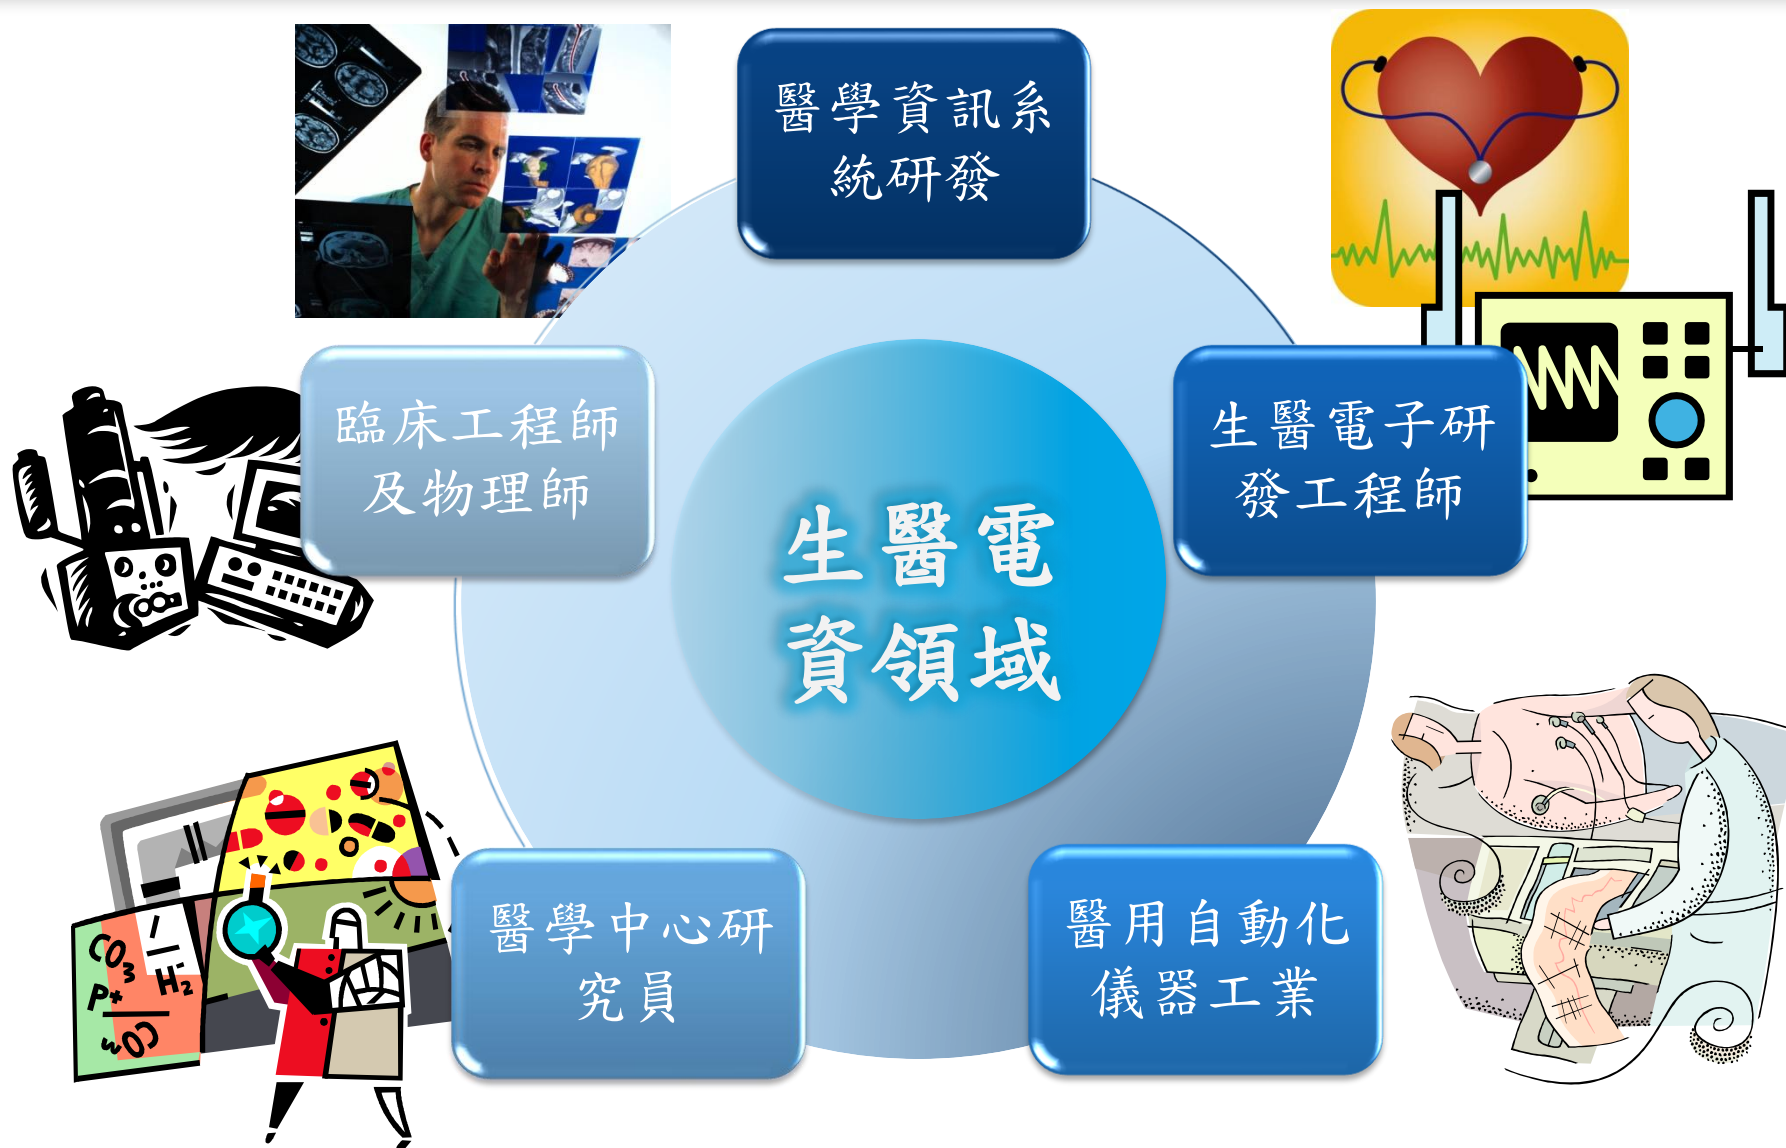 醫學資訊系
統研發
臨床工程師
及物理師
生醫電子研
發工程師
生醫電
資領域
醫學中心研
究員
醫用自動化
儀器工業
CO3
H2
P+